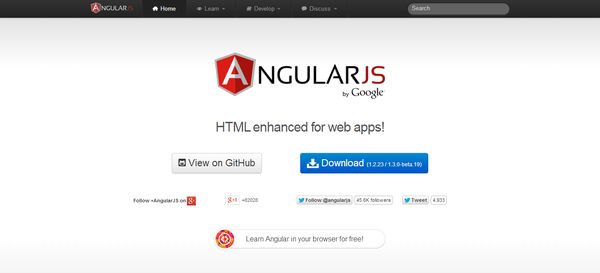 ANGULARJS Home Learn Develop Discuss Search
ANGULARJS
by Google
HTML enhanced for web apps!
View on GitHub Download (1.2.23 / 1.3.0-beta.19)
Follow +AngularJS on g+ g+1 +62028 Follow @angularjs 45.6K followers Tweet 4,933
Learn Angular in your browser for free!